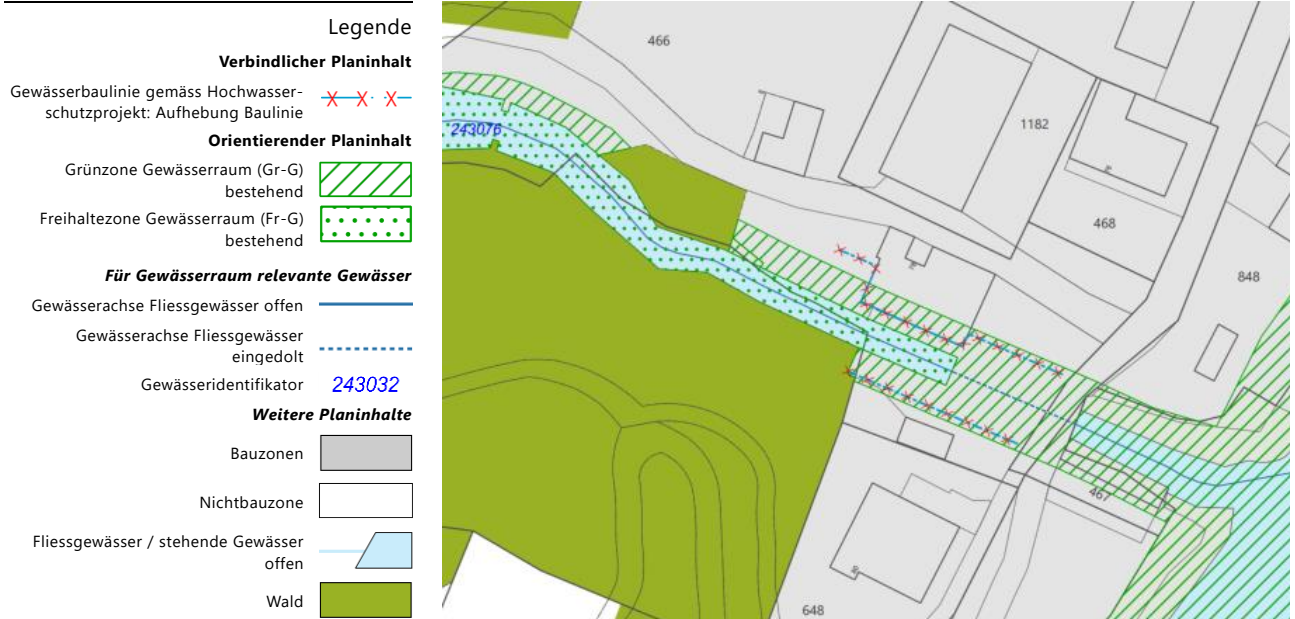 Legende
Verbindlicher Planinhalt
Gewässerbaulinie gemäss Hochwasser-
schutzprojekt: Aufhebung Baulinie
Orientierender Planinhalt
Grünzone Gewässerraum (Gr-G)
bestehend
Freihaltezone Gewässerraum (Fr-G)
bestehend
Für Gewässerraum relevante Gewässer
Gewässerachse Fliessgewässer offen
Gewässerachse Fliessgewässer
eingedolt
Gewässeridentifikator 243032
Weitere Planinhalte
Bauzonen
Nichtbauzone
Fliessgewässer / stehende Gewässer
offen
Wald
466
243076
1182
468
848
467
648